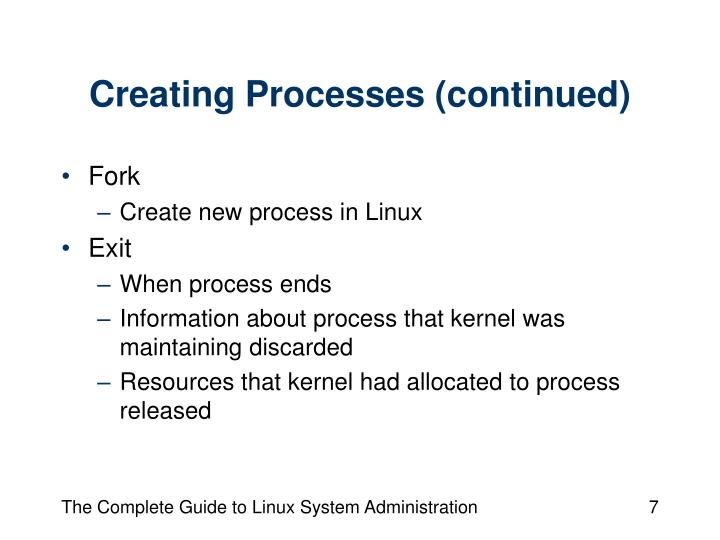 Creating Processes (continued)
• Fork
– Create new process in Linux
• Exit
– When process ends
– Information about process that kernel was
maintaining discarded
– Resources that kernel had allocated to process
released
The Complete Guide to Linux System Administration 7